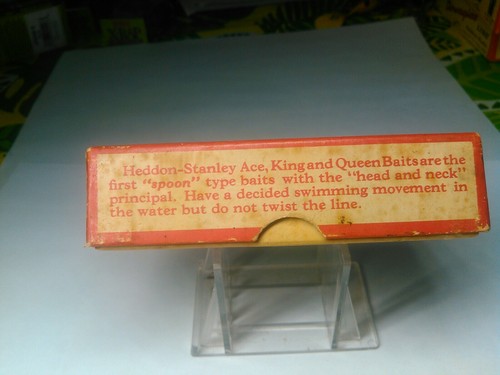 Heddon-Stanley Ace, King and Queen Baits are the
first "spoon" type baits with the "head and neck"
principal. Have a decided swimming movement in
the water but do not twist the line.